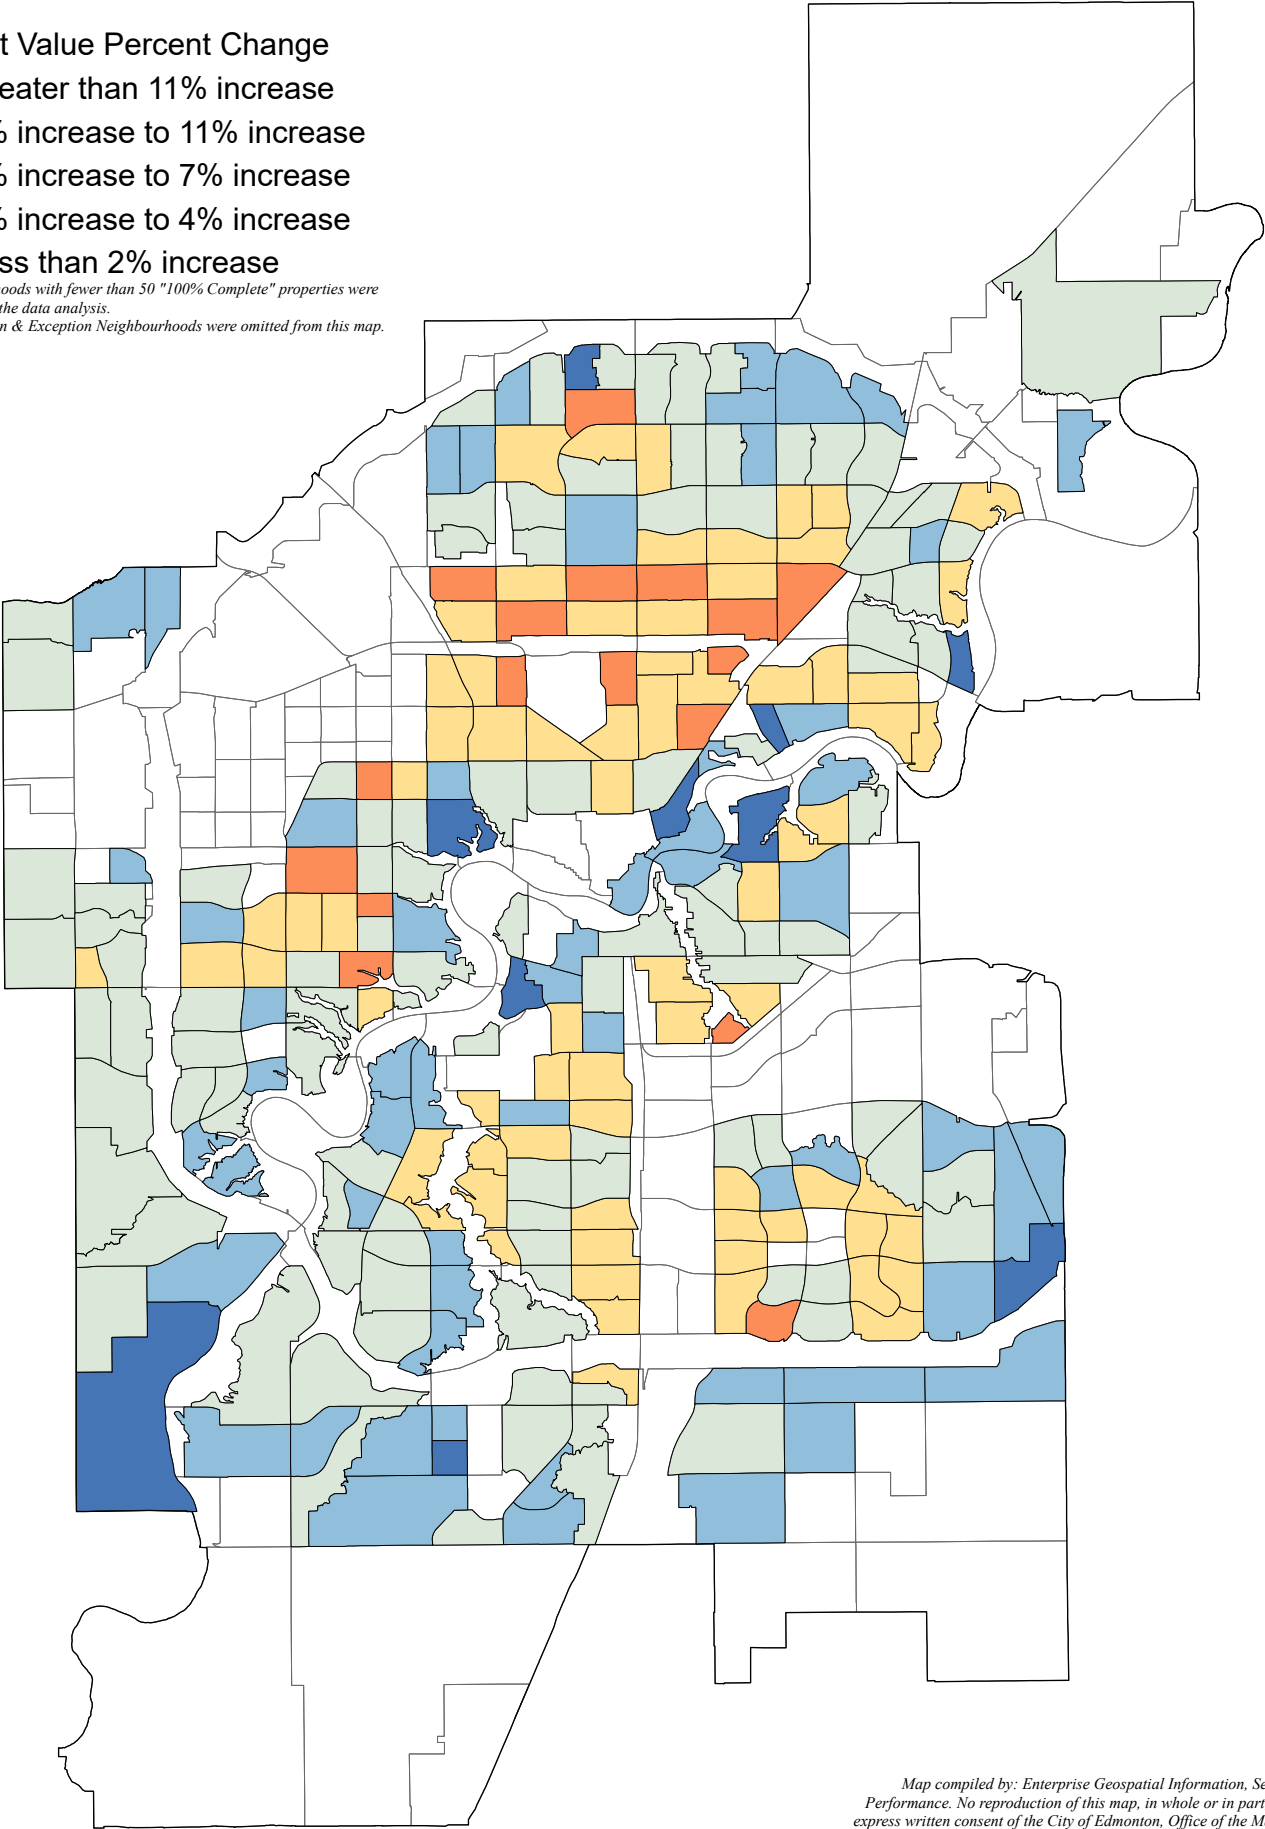 t Value Percent Change
eater than 11% increase
% increase to 11% increase
% increase to 7% increase
% increase to 4% increase
ss than 2% increase
oods with fewer than 50 "100% Complete" properties were
the data analysis.
n & Exception Neighbourhoods were omitted from this map.
Map compiled by: Enterprise Geospatial Information, Se
Performance. No reproduction of this map, in whole or in part
express written consent of the City of Edmonton, Office of the M